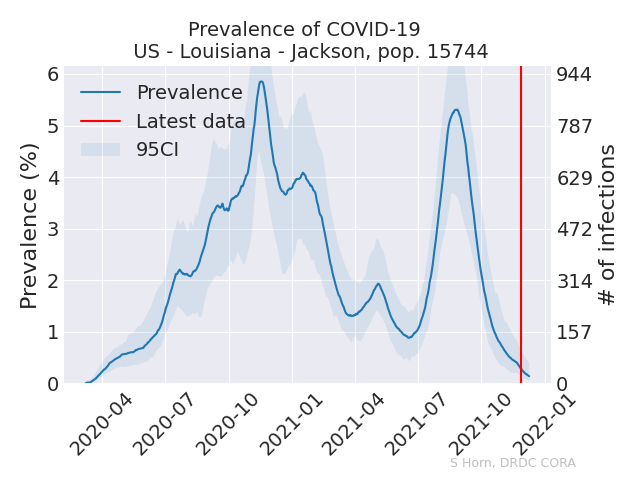 Prevalence of COVID-19
US - Louisiana - Jackson, pop. 15744
Prevalence
Latest data
95CI
Prevalence (%)
6
5
4
3
2
1
0
944
787
629
472
314
157
0
# of infections
2020-04
2020-07
2020-10
2021-01
2021-04
2021-07
2021-10
2022-01
S Horn, DRDC CORA